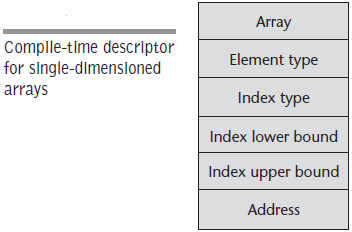 Compile-time descriptor
for single-dimensioned
arrays
Array
Element type
Index type
Index lower bound
Index upper bound
Address